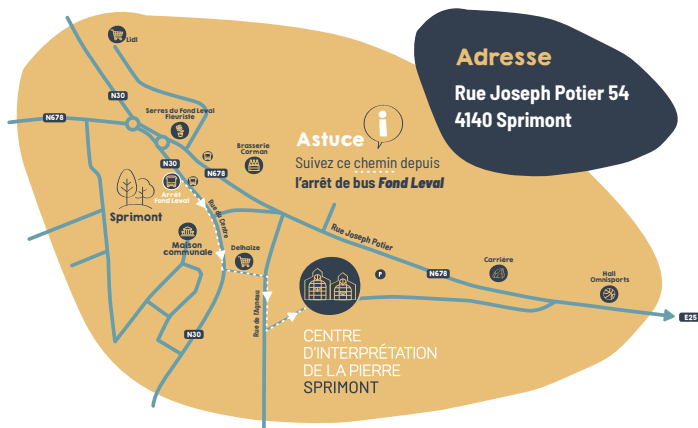 Lidl
Adresse
Rue Joseph Potier 54
4140 Sprimont
N30
Serres du Fond Leval
Fleuriste
N678
Astuce
i
Suivez ce chemin depuis
l'arrêt de bus Fond Leval
Brasserie
Corman
N30
N678
Arrêt
Fond Leval
Sprimont
Rue du Centre
Maison
communale
Delhaize
Rue Joseph Potier
Carrière
P
N678
Hall
Omnisports
Rue de l'Agneau
E25
N30
CENTRE
D'INTERPRÉTATION
DE LA PIERRE
SPRIMONT